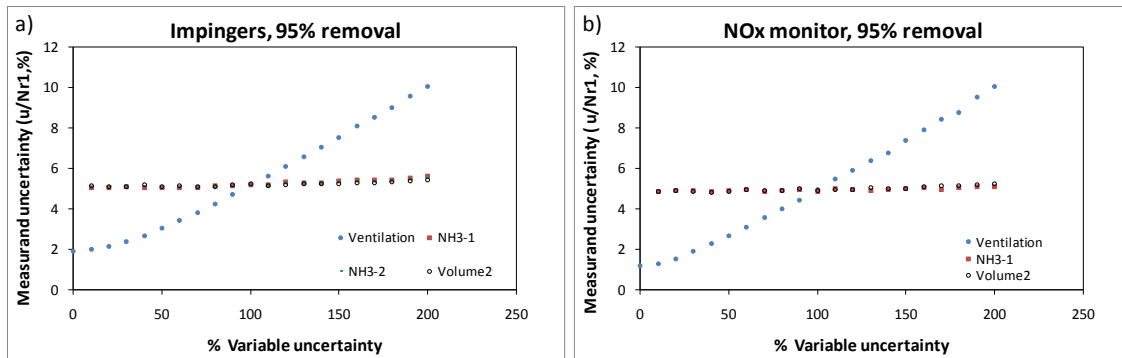 a)
Impingers, 95% removal
Measurand uncertainty (u/Nr1,%)
12
10
8
6
4
2
0
Ventilation
NH3-1
NH3-2
Volume2
0
50
100
150
200
250
% Variable uncertainty
b)
NOx monitor, 95% removal
Measurand uncertainty ( u/Nr1, %)
12
10
8
6
4
2
0
Ventilation
NH3-1
Volume2
0
50
100
150
200
250
% Variable uncertainty